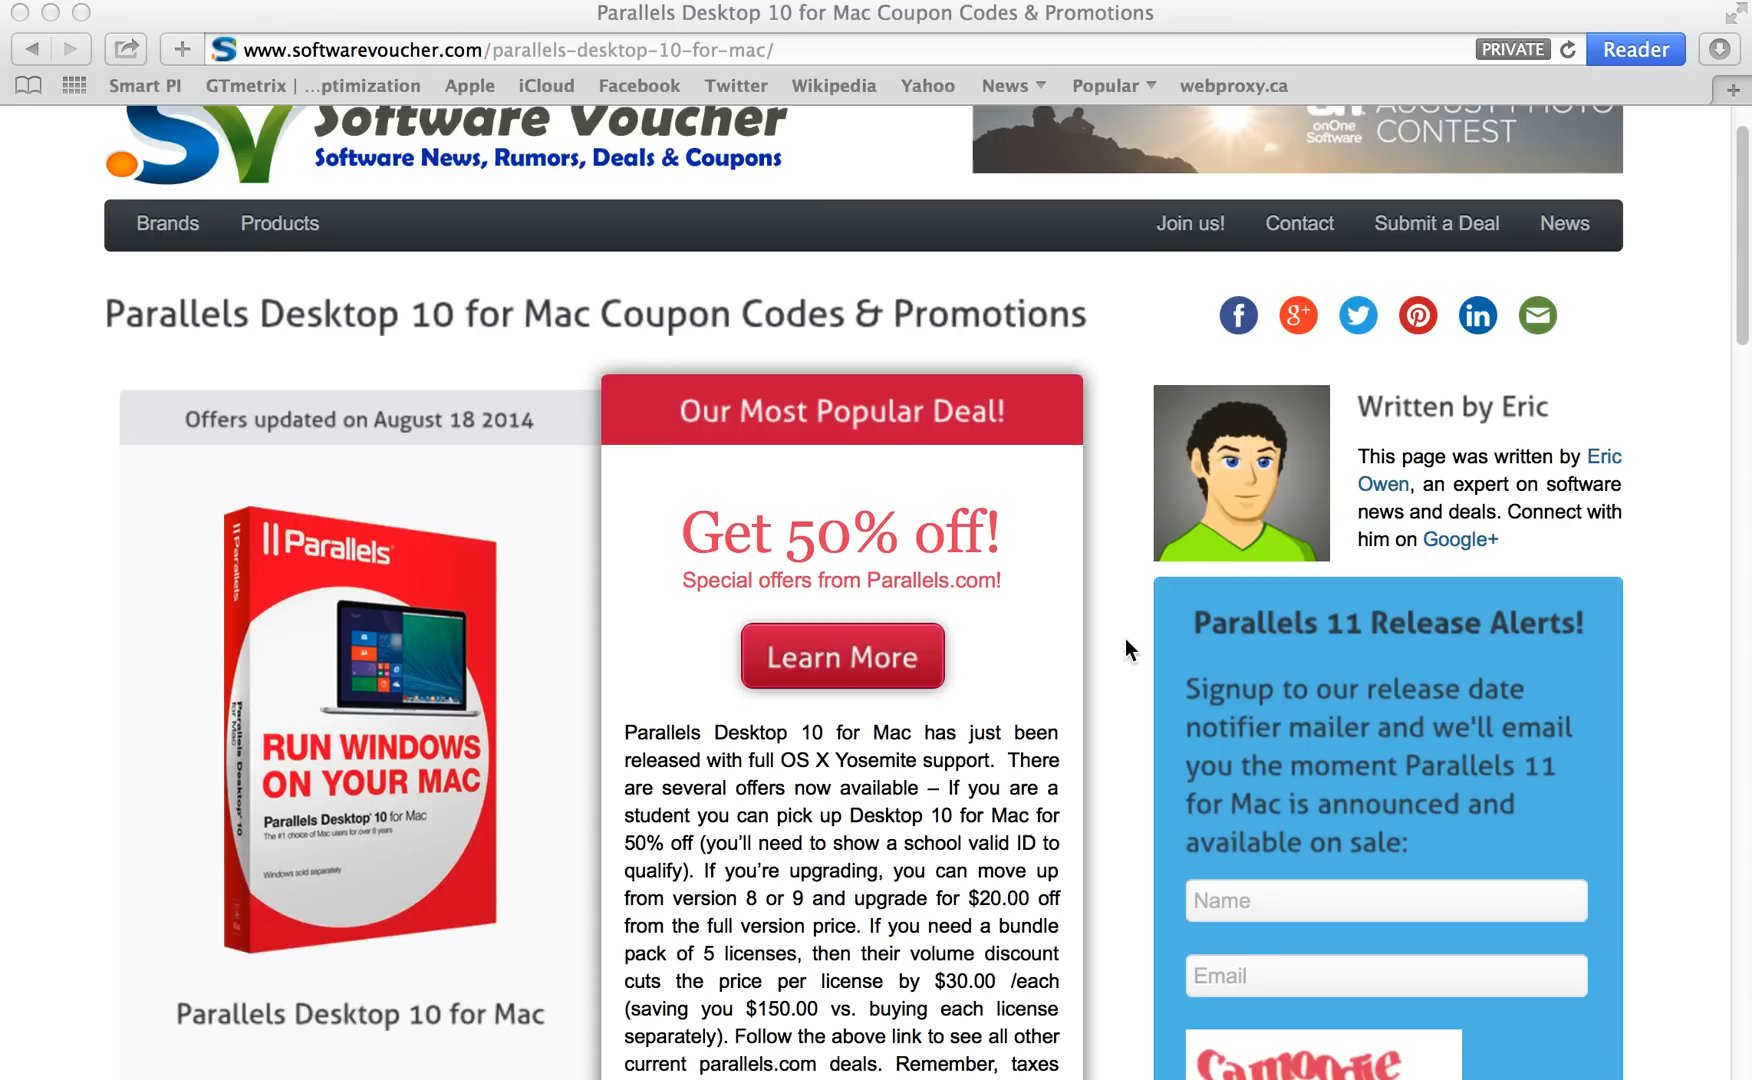 Parallels Desktop 10 for Mac Coupon Codes & Promotions
www.softwarevoucher.com/parallels-desktop-10-for-mac/
PRIVATE
Reader
Smart PI
GTmetrix | ...ptimization
Apple
iCloud
Facebook
Twitter
Wikipedia
Yahoo
News
Popular
webproxy.ca
SV
Software Voucher
Software News, Rumors, Deals & Coupons
on1
onOne
Software
AUGUST PHOTO
CONTEST
Brands
Products
Join us!
Contact
Submit a Deal
News
Parallels Desktop 10 for Mac Coupon Codes & Promotions
Offers updated on August 18 2014
|| Parallels
|| Parallels
RUN WINDOWS
ON YOUR MAC
Parallels Desktop 10 for Mac
The #1 choice of Mac users for over 8 years
Windows sold separately
Parallels Desktop 10
for Mac
Parallels Desktop 10 for Mac
Our Most Popular Deal!
Get 50% off!
Special offers from Parallels.com!
Learn More
Parallels Desktop 10 for Mac has just been
released with full OS X Yosemite support. There
are several offers now available – If you are a
student you can pick up Desktop 10 for Mac for
50% off (you'll need to show a school valid ID to
qualify). If you're upgrading, you can move up
from version 8 or 9 and upgrade for $20.00 off
from the full version price. If you need a bundle
pack of 5 licenses, then their volume discount
cuts the price per license by $30.00 /each
(saving you $150.00 vs. buying each license
separately). Follow the above link to see all other
current parallels.com deals. Remember, taxes
f
g+
in
Written by Eric
This page was written by Eric
Owen, an expert on software
news and deals. Connect with
him on Google+
Parallels 11 Release Alerts!
Signup to our release date
notifier mailer and we'll email
you the moment Parallels 11
for Mac is announced and
available on sale:
Name
Email